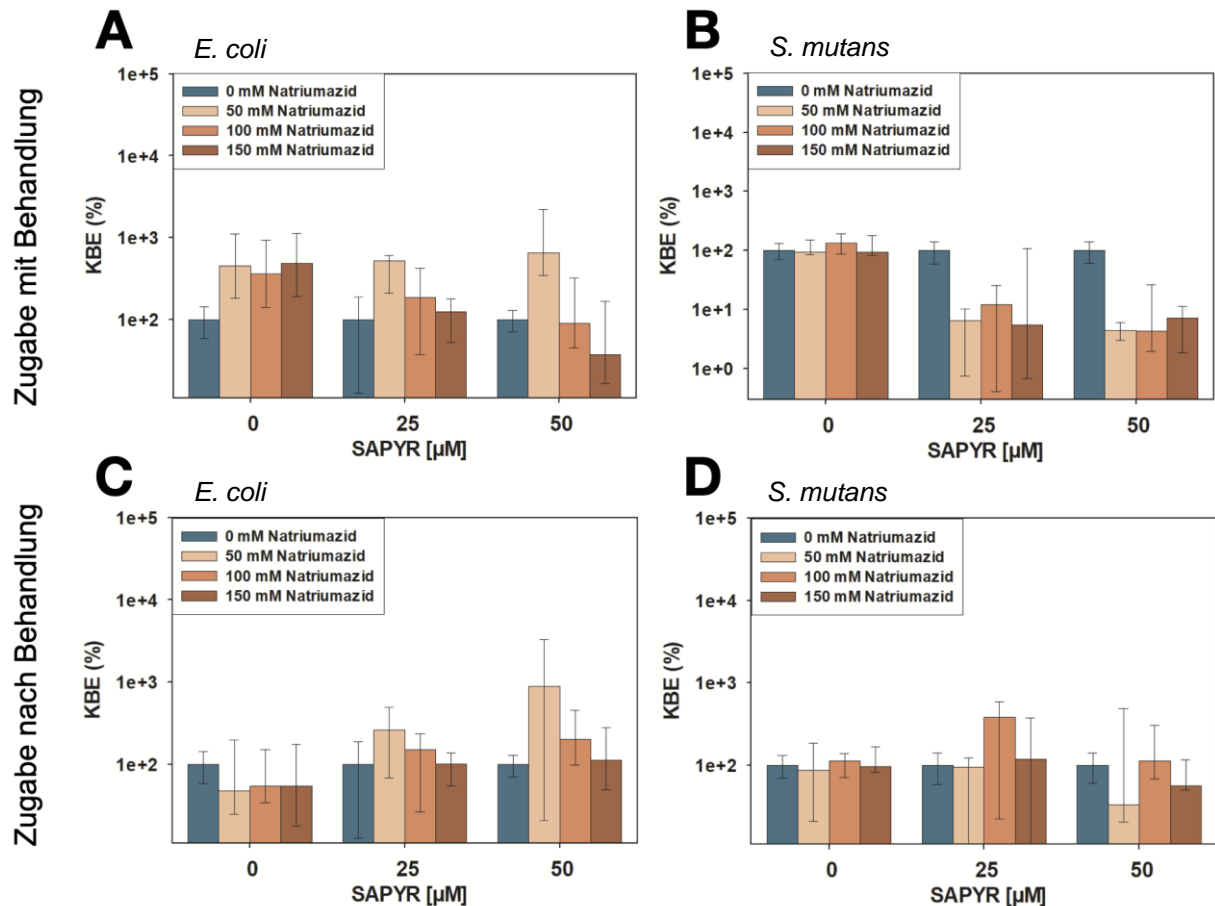 Zugabe mit Behandlung
A
E. coli
1e+5
1e+4
1e+3
1e+2
KBE (%)
0 mM Natriumazid
50 mM Natriumazid
100 mM Natriumazid
150 mM Natriumazid
0 25 50
SAPYR [µM]
B
S. mutans
1e+5
1e+4
1e+3
1e+2
1e+1
1e+0
KBE (%)
0 mM Natriumazid
50 mM Natriumazid
100 mM Natriumazid
150 mM Natriumazid
0 25 50
SAPYR [µM]
Zugabe nach Behandlung
C
E. coli
1e+5
1e+4
1e+3
1e+2
KBE (%)
0 mM Natriumazid
50 mM Natriumazid
100 mM Natriumazid
150 mM Natriumazid
0 25 50
SAPYR [µM]
D
S. mutans
1e+5
1e+4
1e+3
1e+2
KBE (%)
0 mM Natriumazid
50 mM Natriumazid
100 mM Natriumazid
150 mM Natriumazid
0 25 50
SAPYR [µM]